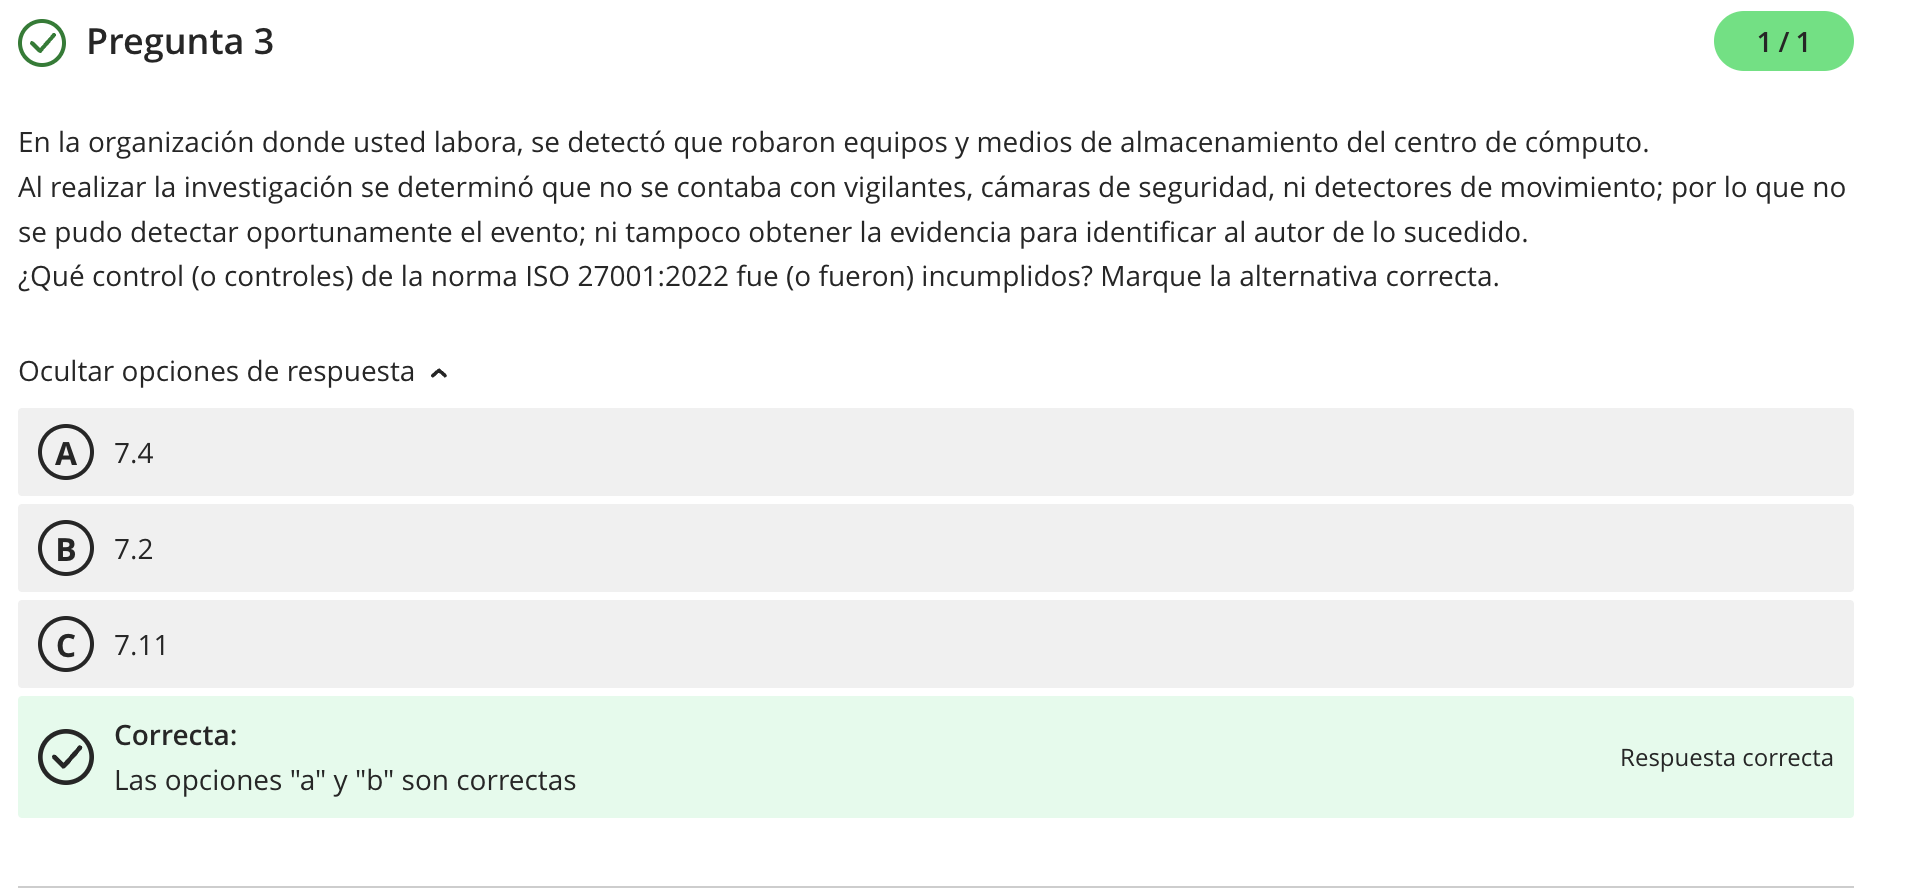 Pregunta 3
1 / 1
En la organización donde usted labora, se detectó que robaron equipos y medios de almacenamiento del centro de cómputo.
Al realizar la investigación se determinó que no se contaba con vigilantes, cámaras de seguridad, ni detectores de movimiento; por lo que no
se pudo detectar oportunamente el evento; ni tampoco obtener la evidencia para identificar al autor de lo sucedido.
¿Qué control (o controles) de la norma ISO 27001:2022 fue (o fueron) incumplidos? Marque la alternativa correcta.
Ocultar opciones de respuesta
A 7.4
B 7.2
C 7.11
Correcta:
Las opciones "a" y "b" son correctas
Respuesta correcta